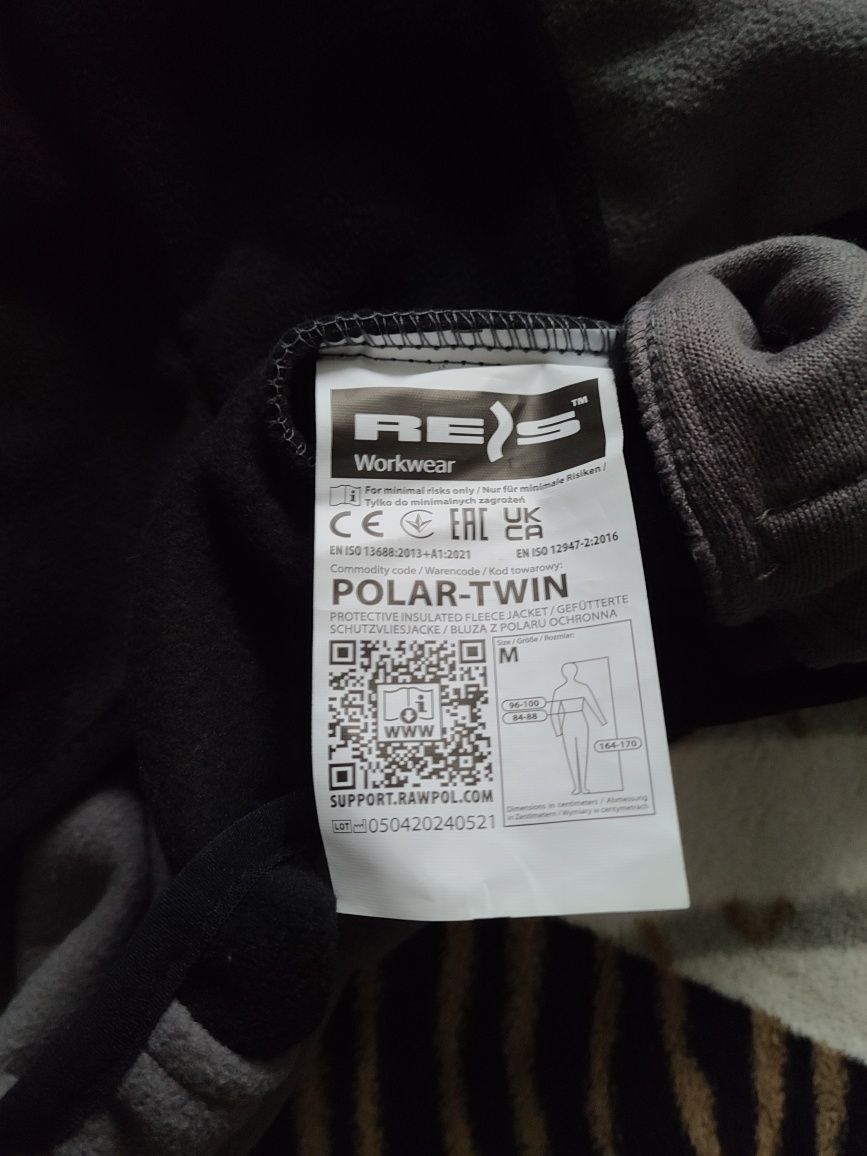 REIS™
Workwear
For minimal risks only / Nur für minimale Risiken /
Tylko do minimalnych zagrożeń
CE EAC UK
CA
EN ISO 13688:2013+A1:2021 EN ISO 12947-2:2016
Commodity code / Warencode / Kod towarowy:
POLAR-TWIN
PROTECTIVE INSULATED FLEECE JACKET / GEFÜTTERTE
SCHUTZVLIESJACKE / BLUZA Z POLARU OCHRONNA
Size / Größe / Rozmiar:
M
96-100
84-88
164-170
Dimensions in centimeters / Abmessung
in Zentimetern / Wymiary w centymetrach
i
WWW
SUPPORT.RAWPOL.COM
LOT 050420240521